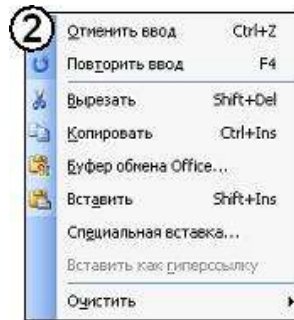 2
Отменить ввод Ctrl+Z
Повторить ввод F4
Вырезать Shift+Del
Копировать Ctrl+Ins
Буфер обмена Office...
Вставить Shift+Ins
Специальная вставка...
Вставить как гиперссылку
Очистить